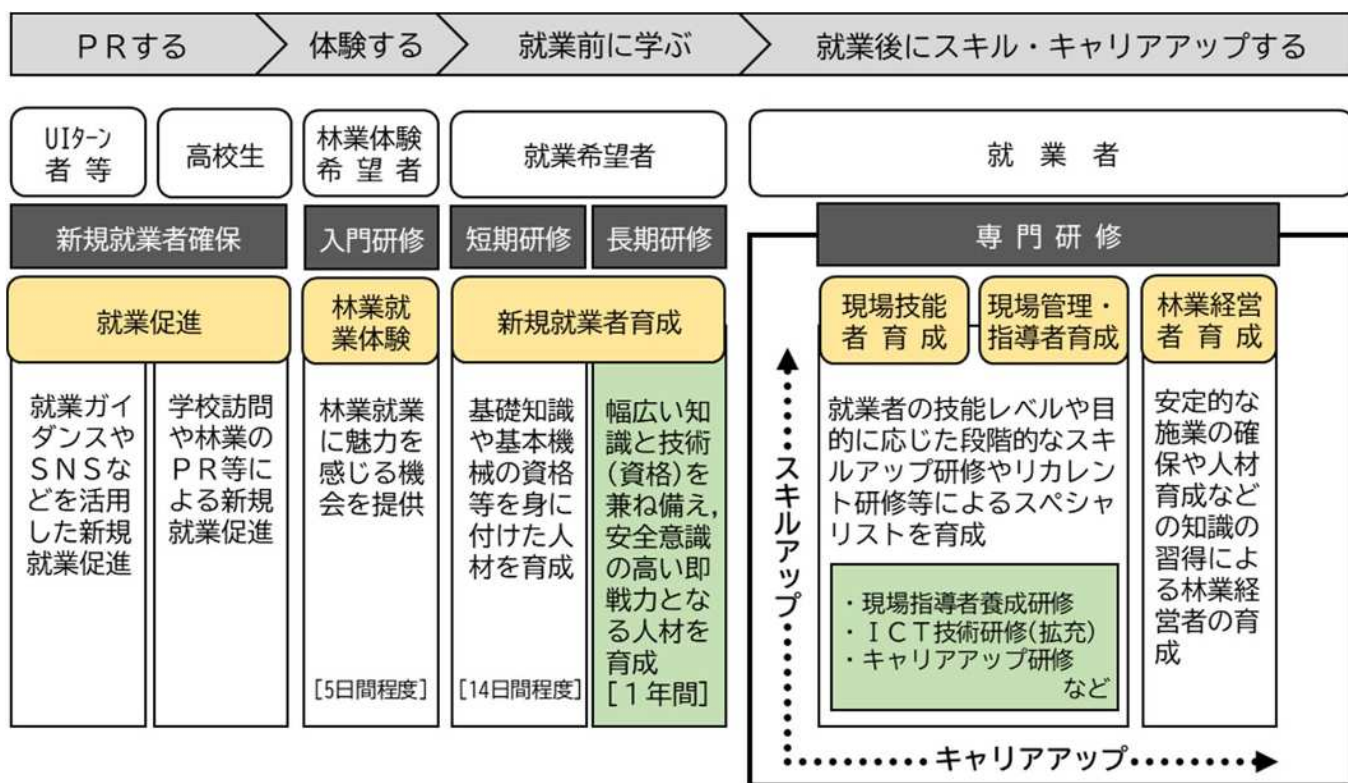 ＰＲする
体験する
就業前に学ぶ
就業後にスキル・キャリアアップする
UIﾀｰﾝ
者 等
高校生
林業体験
希 望 者
就業希望者
就 業 者
新規就業者確保
入門研修
短期研修
長期研修
専 門 研 修
就業促進
林業就
業体験
新規就業者育成
現場技能
者 育 成
現場管理・
指導者育成
林業経営
者 育 成
就業ガイ
ダンスや
ＳＮＳな
どを活用
した新規
就業促進
学校訪問
や林業の
ＰＲ等に
よる新規
就業促進
林業就業
に魅力を
感じる機
会を提供
[5日間程度]
基礎知識
や基本機
械の資格
等を身に
付けた人
材を育成
[14日間程度]
幅広い知
識と技術
(資格)を
兼ね備え,
安全意識
の高い即
戦力とな
る人材を
育成
[１年間]
スキルアップ
就業者の技能レベルや目
的に応じた段階的なスキ
ルアップ研修やリカレント
研修等によるスペシャ
リストを育成
・現場指導者養成研修
・ＩＣＴ技術研修(拡充)
・キャリアアップ研修
など
安定的な
施業の確
保や人材
育成など
の知識の
習得によ
る林業経
営者の育
成
キャリアアップ